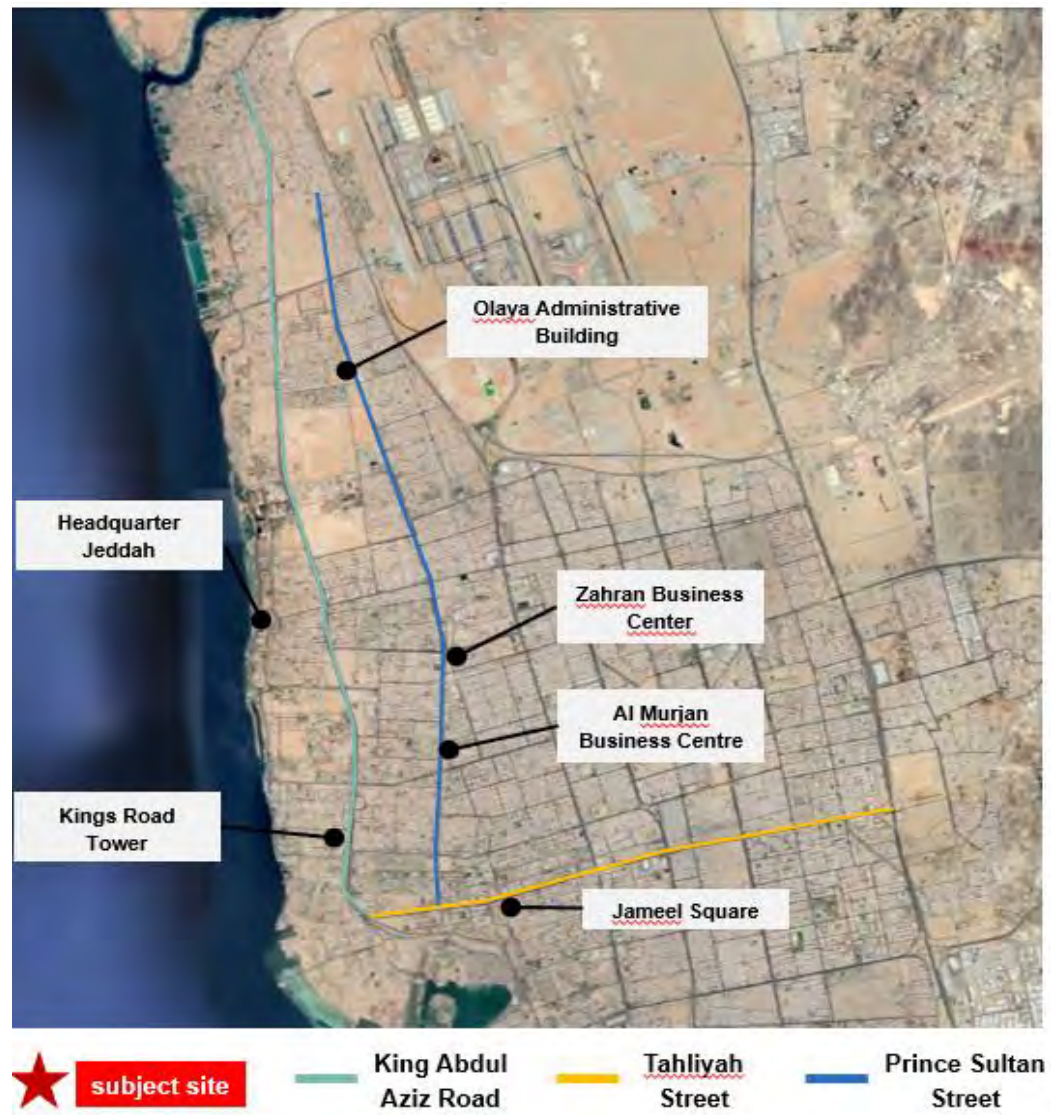 Olaya Administrative
Building
Headquarter
Jeddah
Zahran Business
Center
Al Murjan
Business Centre
Kings Road
Tower
Jameel Square
subject site
King Abdul
Aziz Road
Tahliyah
Street
Prince Sultan
Street